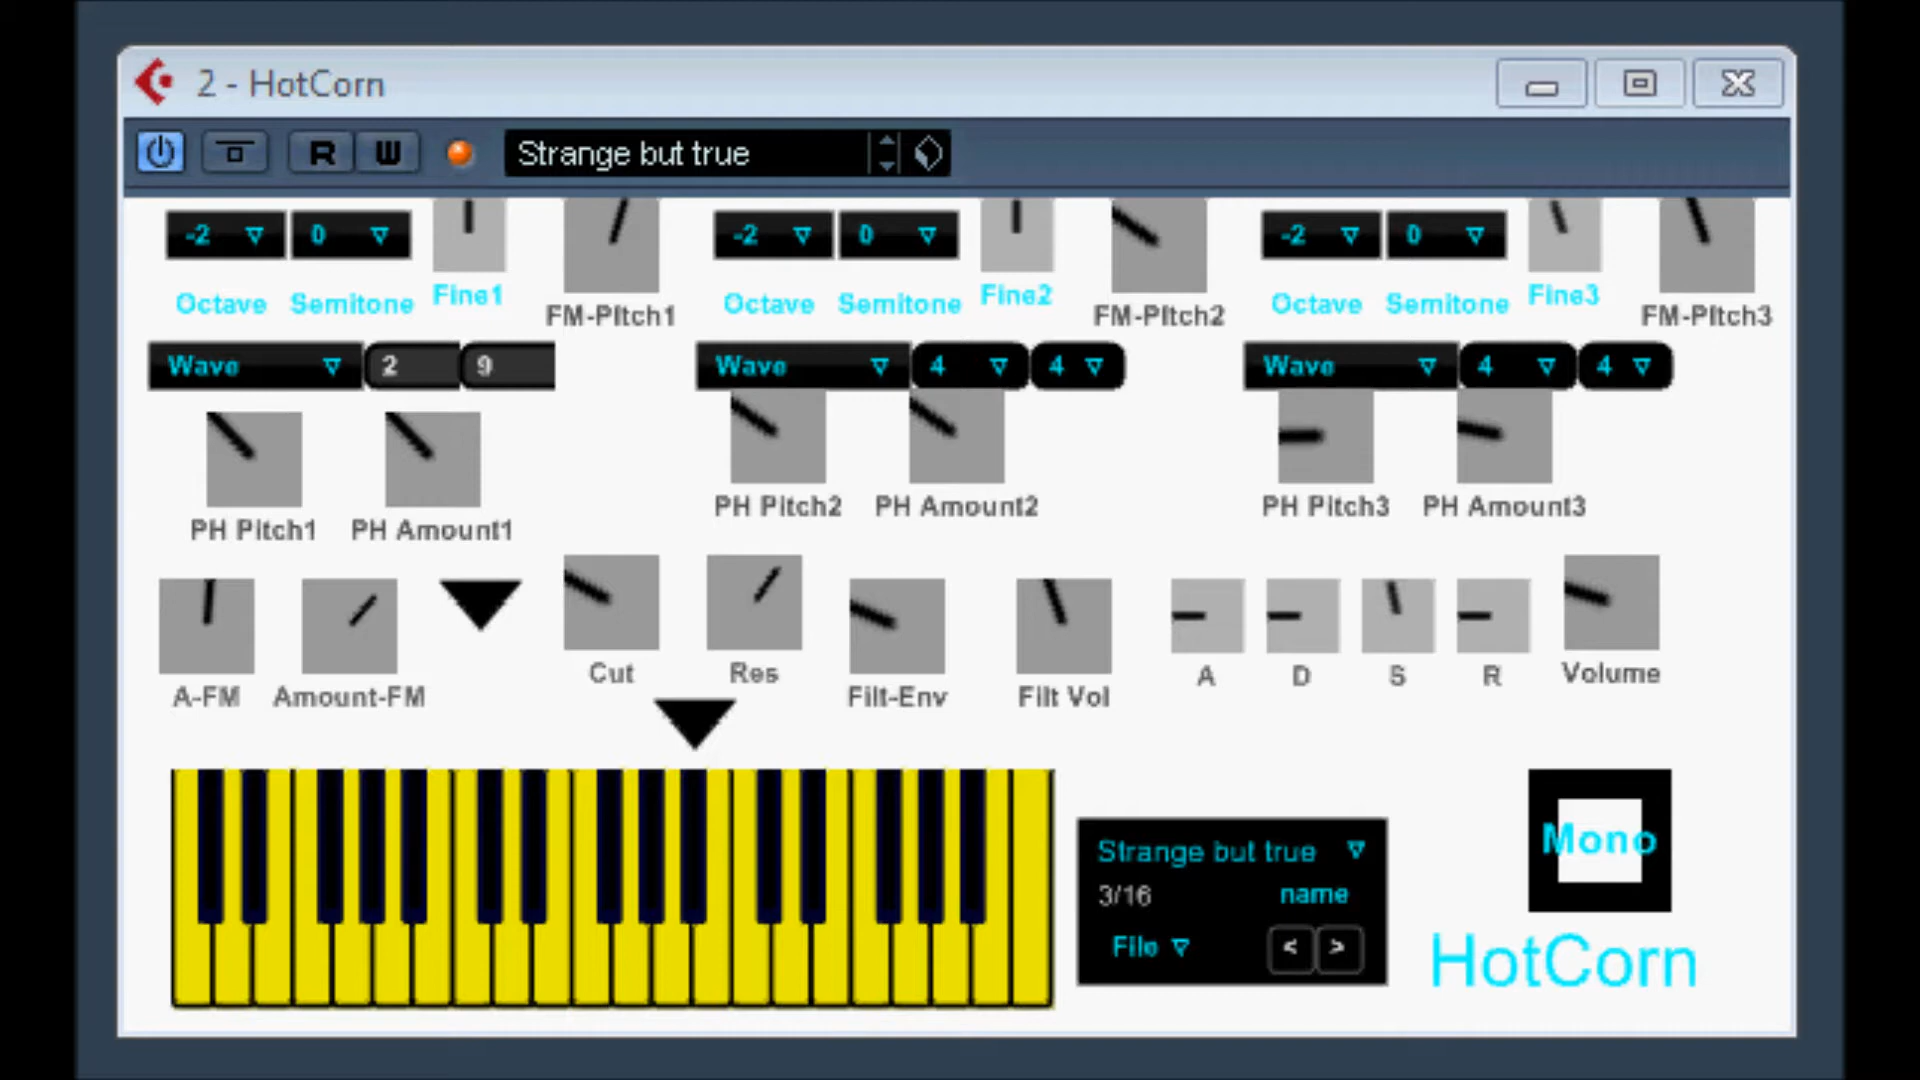 2 - HotCorn
R W Strange but true
-2 0 -2 0 -2 0
Octave Semitone Fine1 FM-PItch1 Octave Semitone Fine2 FM-PItch2 Octave Semitone Fine3 FM-PItch3
Wave 2 9 Wave 4 4 Wave 4 4
PH PItch1 PH Amount1 PH PItch2 PH Amount2 PH PItch3 PH Amount3
A-FM Amount-FM Cut Res Filt-Env Filt Vol A D S R Volume
Strange but true
3/16 name
File < >
Mono
HotCorn